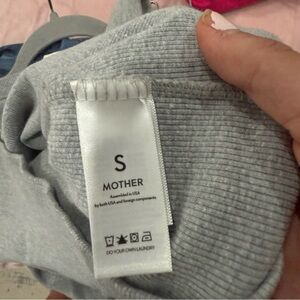 S
MOTHER
Assembled in USA
by both USA and foreign components
DO YOUR OWN LAUNDRY